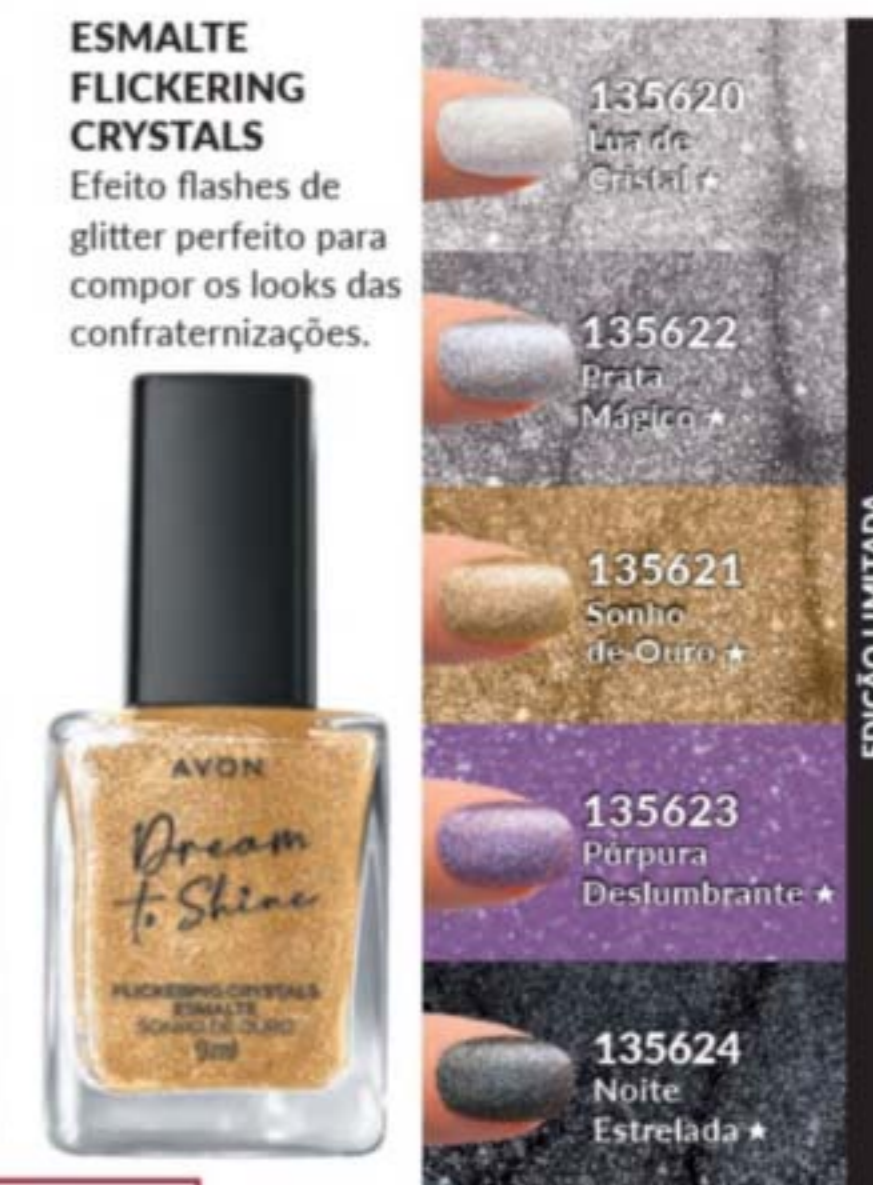 ESMALTE
FLICKERING
CRYSTALS
Efeito flashes de
glitter perfeito para
compor os looks das
confraternizações.
AVON
Dream
to Shine
FLICKERING CRYSTALS
ESMALTE
SONHO DE OURO
9ml
135620
Lua de
Cristal ★
135622
Prata
Mágico ★
135621
Sonho
de Ouro ★
135623
Púrpura
Deslumbrante ★
135624
Noite
Estrelada ★
EDIÇÃO LIMITADA